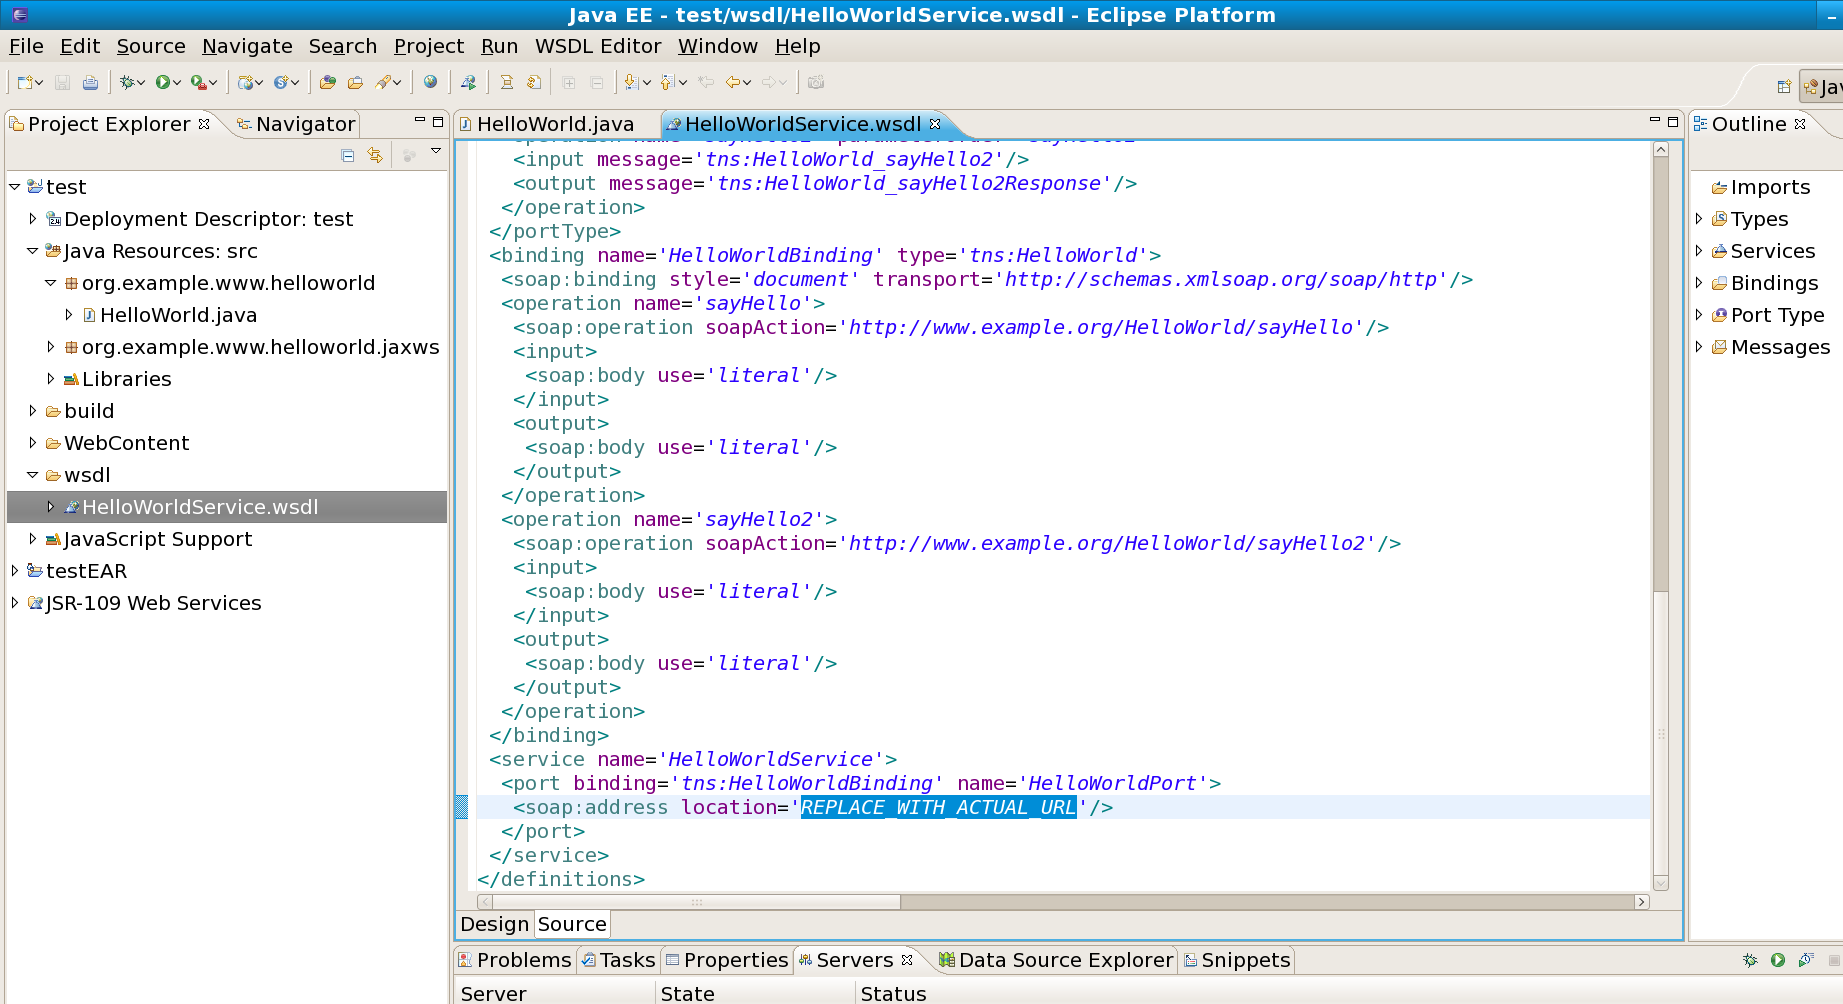 Java EE - test/wsdl/HelloWorldService.wsdl - Eclipse Platform
File Edit Source Navigate Search Project Run WSDL Editor Window Help
Project Explorer
Navigator
test
Deployment Descriptor: test
Java Resources: src
org.example.www.helloworld
HelloWorld.java
org.example.www.helloworld.jaxws
Libraries
build
WebContent
wsdl
HelloWorldService.wsdl
JavaScript Support
testEAR
JSR-109 Web Services
HelloWorld.java
HelloWorldService.wsdl
<input message='tns:HelloWorld_sayHello2'/>
<output message='tns:HelloWorld_sayHello2Response'/>
</operation>
</portType>
<binding name='HelloWorldBinding' type='tns:HelloWorld'>
<soap:binding style='document' transport='http://schemas.xmlsoap.org/soap/http'/>
<operation name='sayHello'>
<soap:operation soapAction='http://www.example.org/HelloWorld/sayHello'/>
<input>
<soap:body use='literal'/>
</input>
<output>
<soap:body use='literal'/>
</output>
</operation>
<operation name='sayHello2'>
<soap:operation soapAction='http://www.example.org/HelloWorld/sayHello2'/>
<input>
<soap:body use='literal'/>
</input>
<output>
<soap:body use='literal'/>
</output>
</operation>
</binding>
<service name='HelloWorldService'>
<port binding='tns:HelloWorldBinding' name='HelloWorldPort'>
<soap:address location='REPLACE_WITH_ACTUAL_URL'/>
</port>
</service>
</definitions>
Design Source
Outline
Imports
Types
Services
Bindings
Port Type
Messages
Problems Tasks Properties Servers Data Source Explorer Snippets
Server State Status